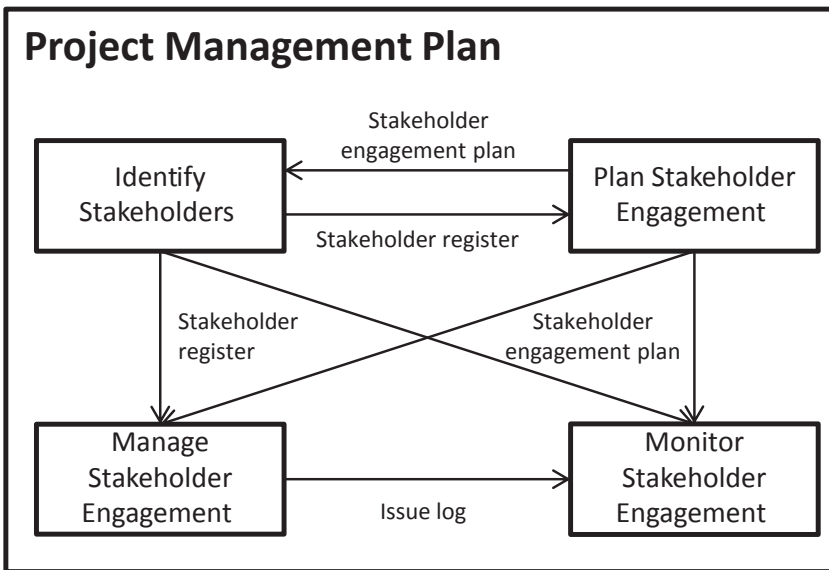 Project Management Plan
Stakeholder
engagement plan
Identify
Stakeholders
Plan Stakeholder
Engagement
Stakeholder register
Stakeholder
register
Stakeholder
engagement plan
Manage
Stakeholder
Engagement
Monitor
Stakeholder
Engagement
Issue log